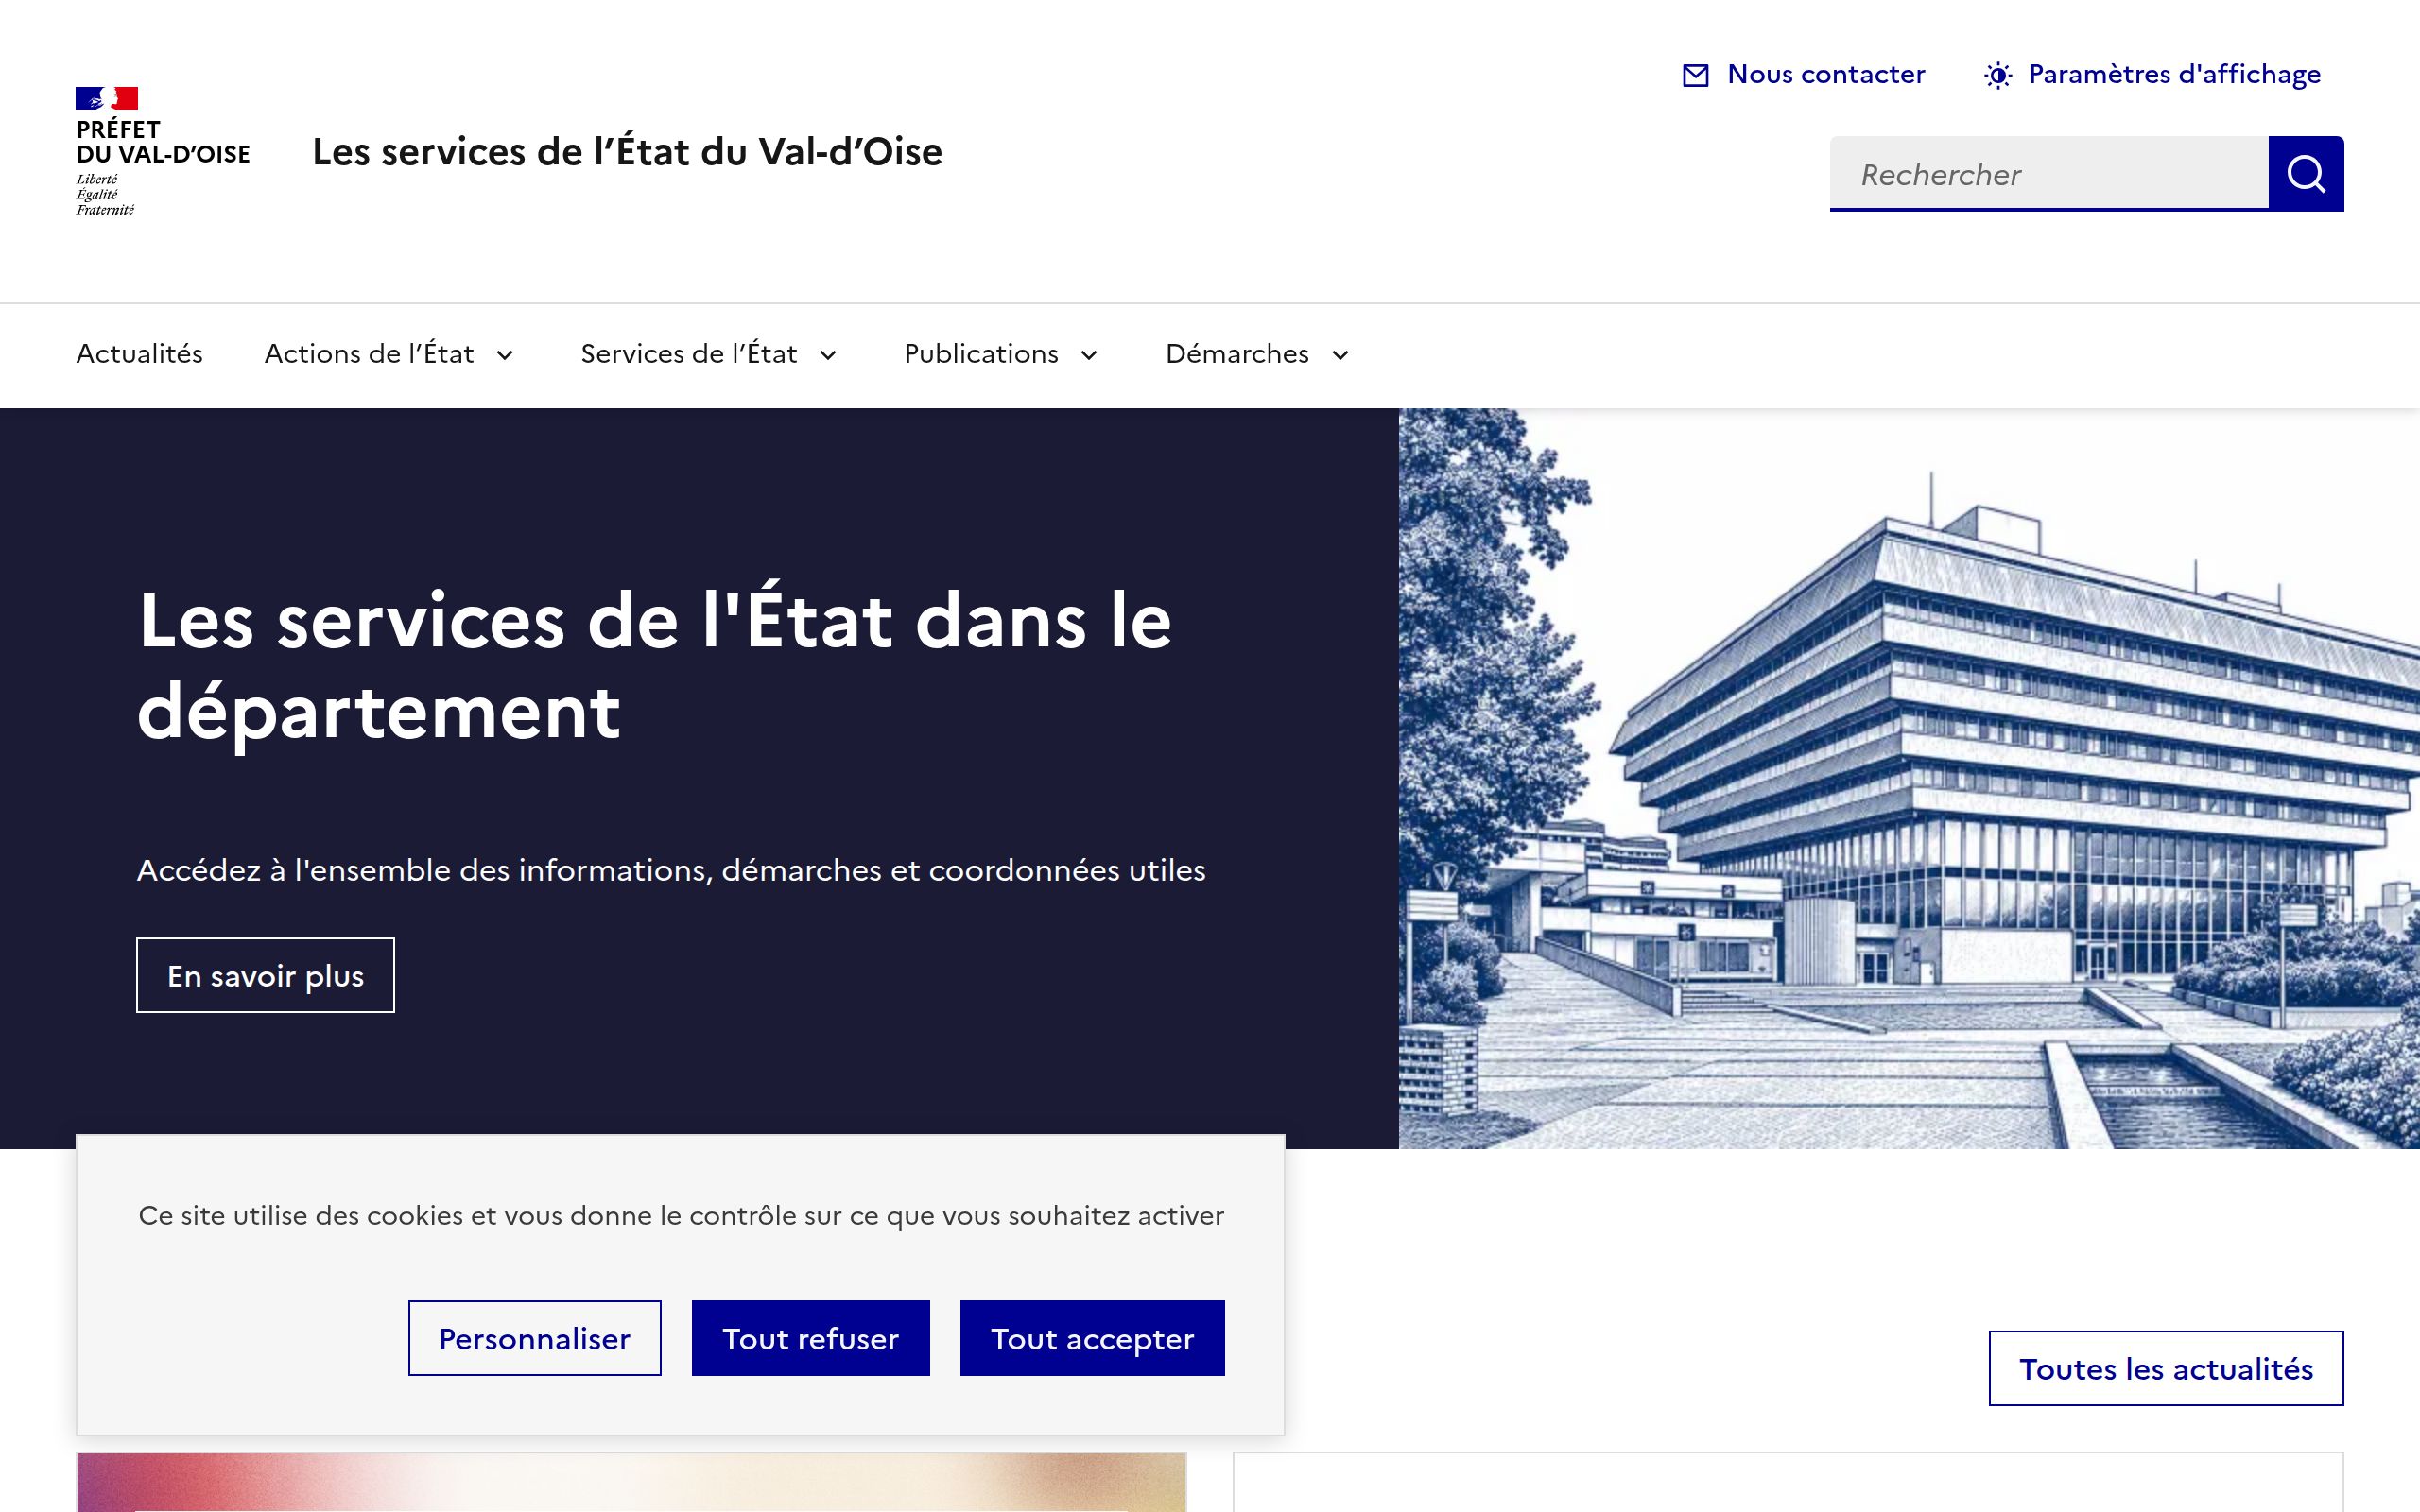 Nous contacter
Paramètres d'affichage
PRÉFET
DU VAL-D’OISE
Liberté
Égalité
Fraternité
Les services de l’État du Val-d’Oise
Rechercher
Actualités
Actions de l’État
Services de l’État
Publications
Démarches
Les services de l'État dans le
département
Accédez à l'ensemble des informations, démarches et coordonnées utiles
En savoir plus
Ce site utilise des cookies et vous donne le contrôle sur ce que vous souhaitez activer
Personnaliser
Tout refuser
Tout accepter
Toutes les actualités